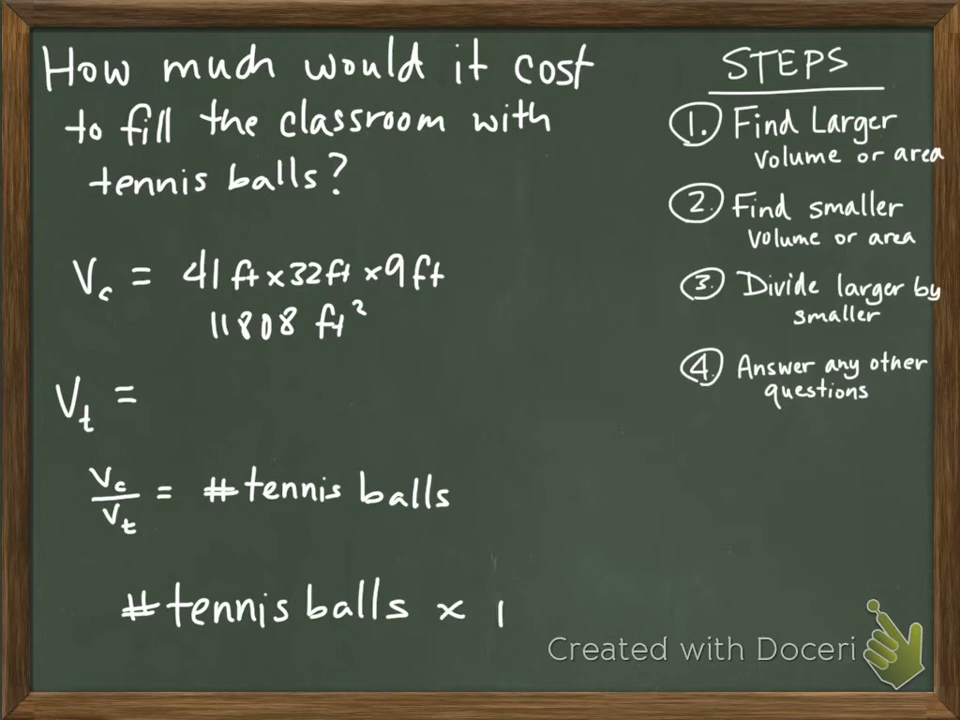 How much would it cost
to fill the classroom with
tennis balls?
Vc = 41 ft x 32 ft x 9 ft
11808 ft²
Vt =
Vc/Vt = #tennis balls
#tennis balls x
STEPS
1. Find Larger
Volume or area
2. Find smaller
Volume or area
3. Divide larger by
smaller
4. Answer any other
questions
Created with Doceri